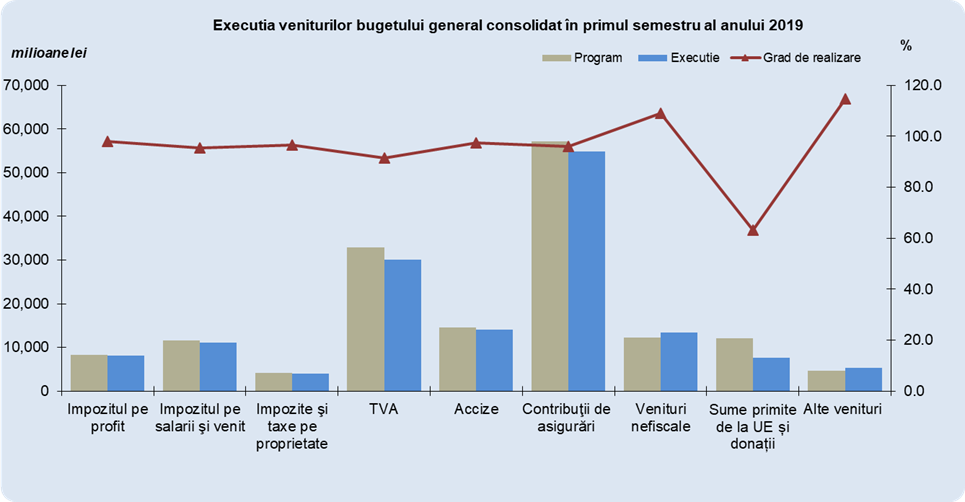 Executia veniturilor bugetului general consolidat în primul semestru al anului 2019
milioane lei
%
Program Executie Grad de realizare
70,000
60,000
50,000
40,000
30,000
20,000
10,000
0
120.0
100.0
80.0
60.0
40.0
20.0
0.0
Impozitul pe
profit
Impozitul pe
salarii şi venit
Impozite şi
taxe pe
proprietate
TVA
Accize
Contribuţii de
asigurări
Venituri
nefiscale
Sume primite
de la UE și
donații
Alte venituri